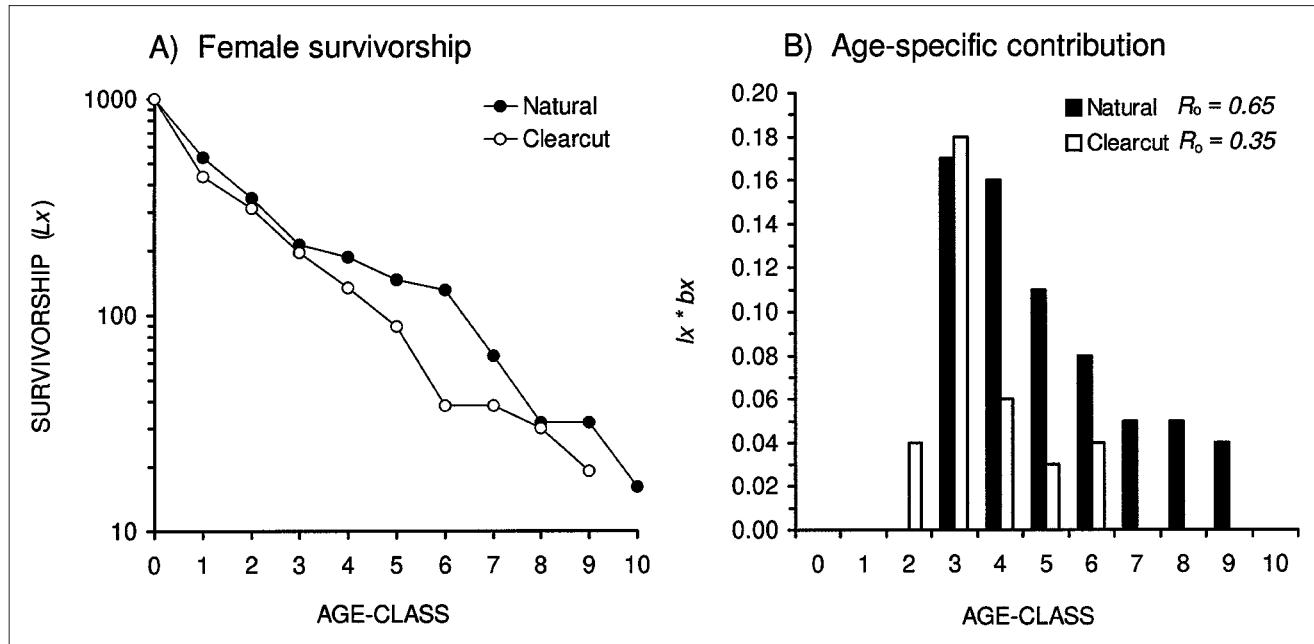 A) Female survivorship
Natural
Clearcut
1000
100
10
SURVIVORSHIP (Lx)
0 1 2 3 4 5 6 7 8 9 10
AGE-CLASS
B) Age-specific contribution
Natural Ro = 0.65
Clearcut Ro = 0.35
0.20
0.18
0.16
0.14
0.12
0.10
0.08
0.06
0.04
0.02
0.00
lx * bx
0 1 2 3 4 5 6 7 8 9 10
AGE-CLASS